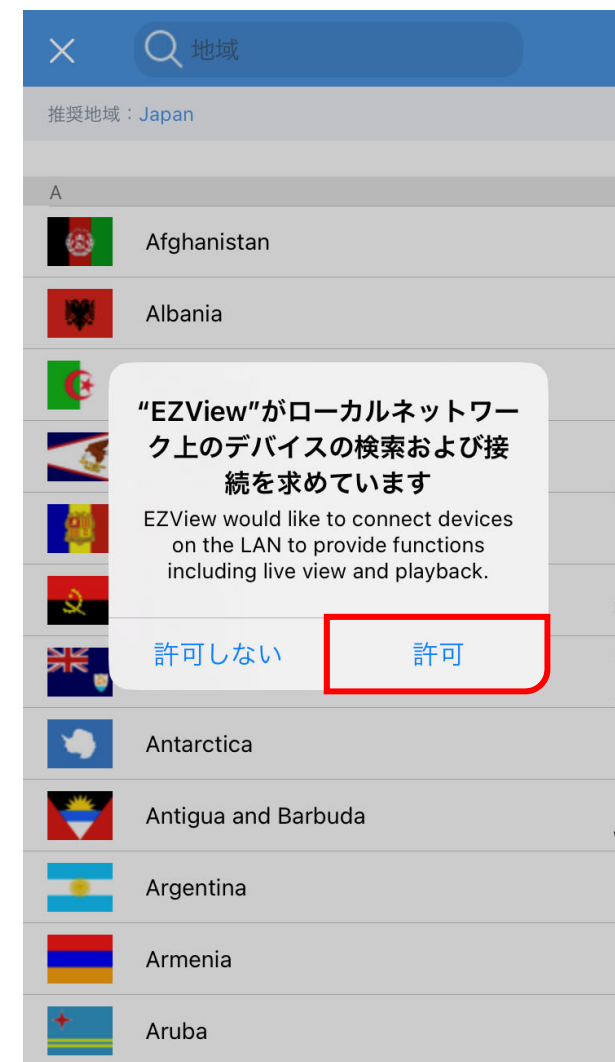 地域
推奨地域：Japan
A
Afghanistan
Albania
“EZView”がローカルネットワー
ク上のデバイスの検索および接
続を求めています
EZView would like to connect devices
on the LAN to provide functions
including live view and playback.
許可しない
許可
Antarctica
Antigua and Barbuda
Argentina
Armenia
Aruba